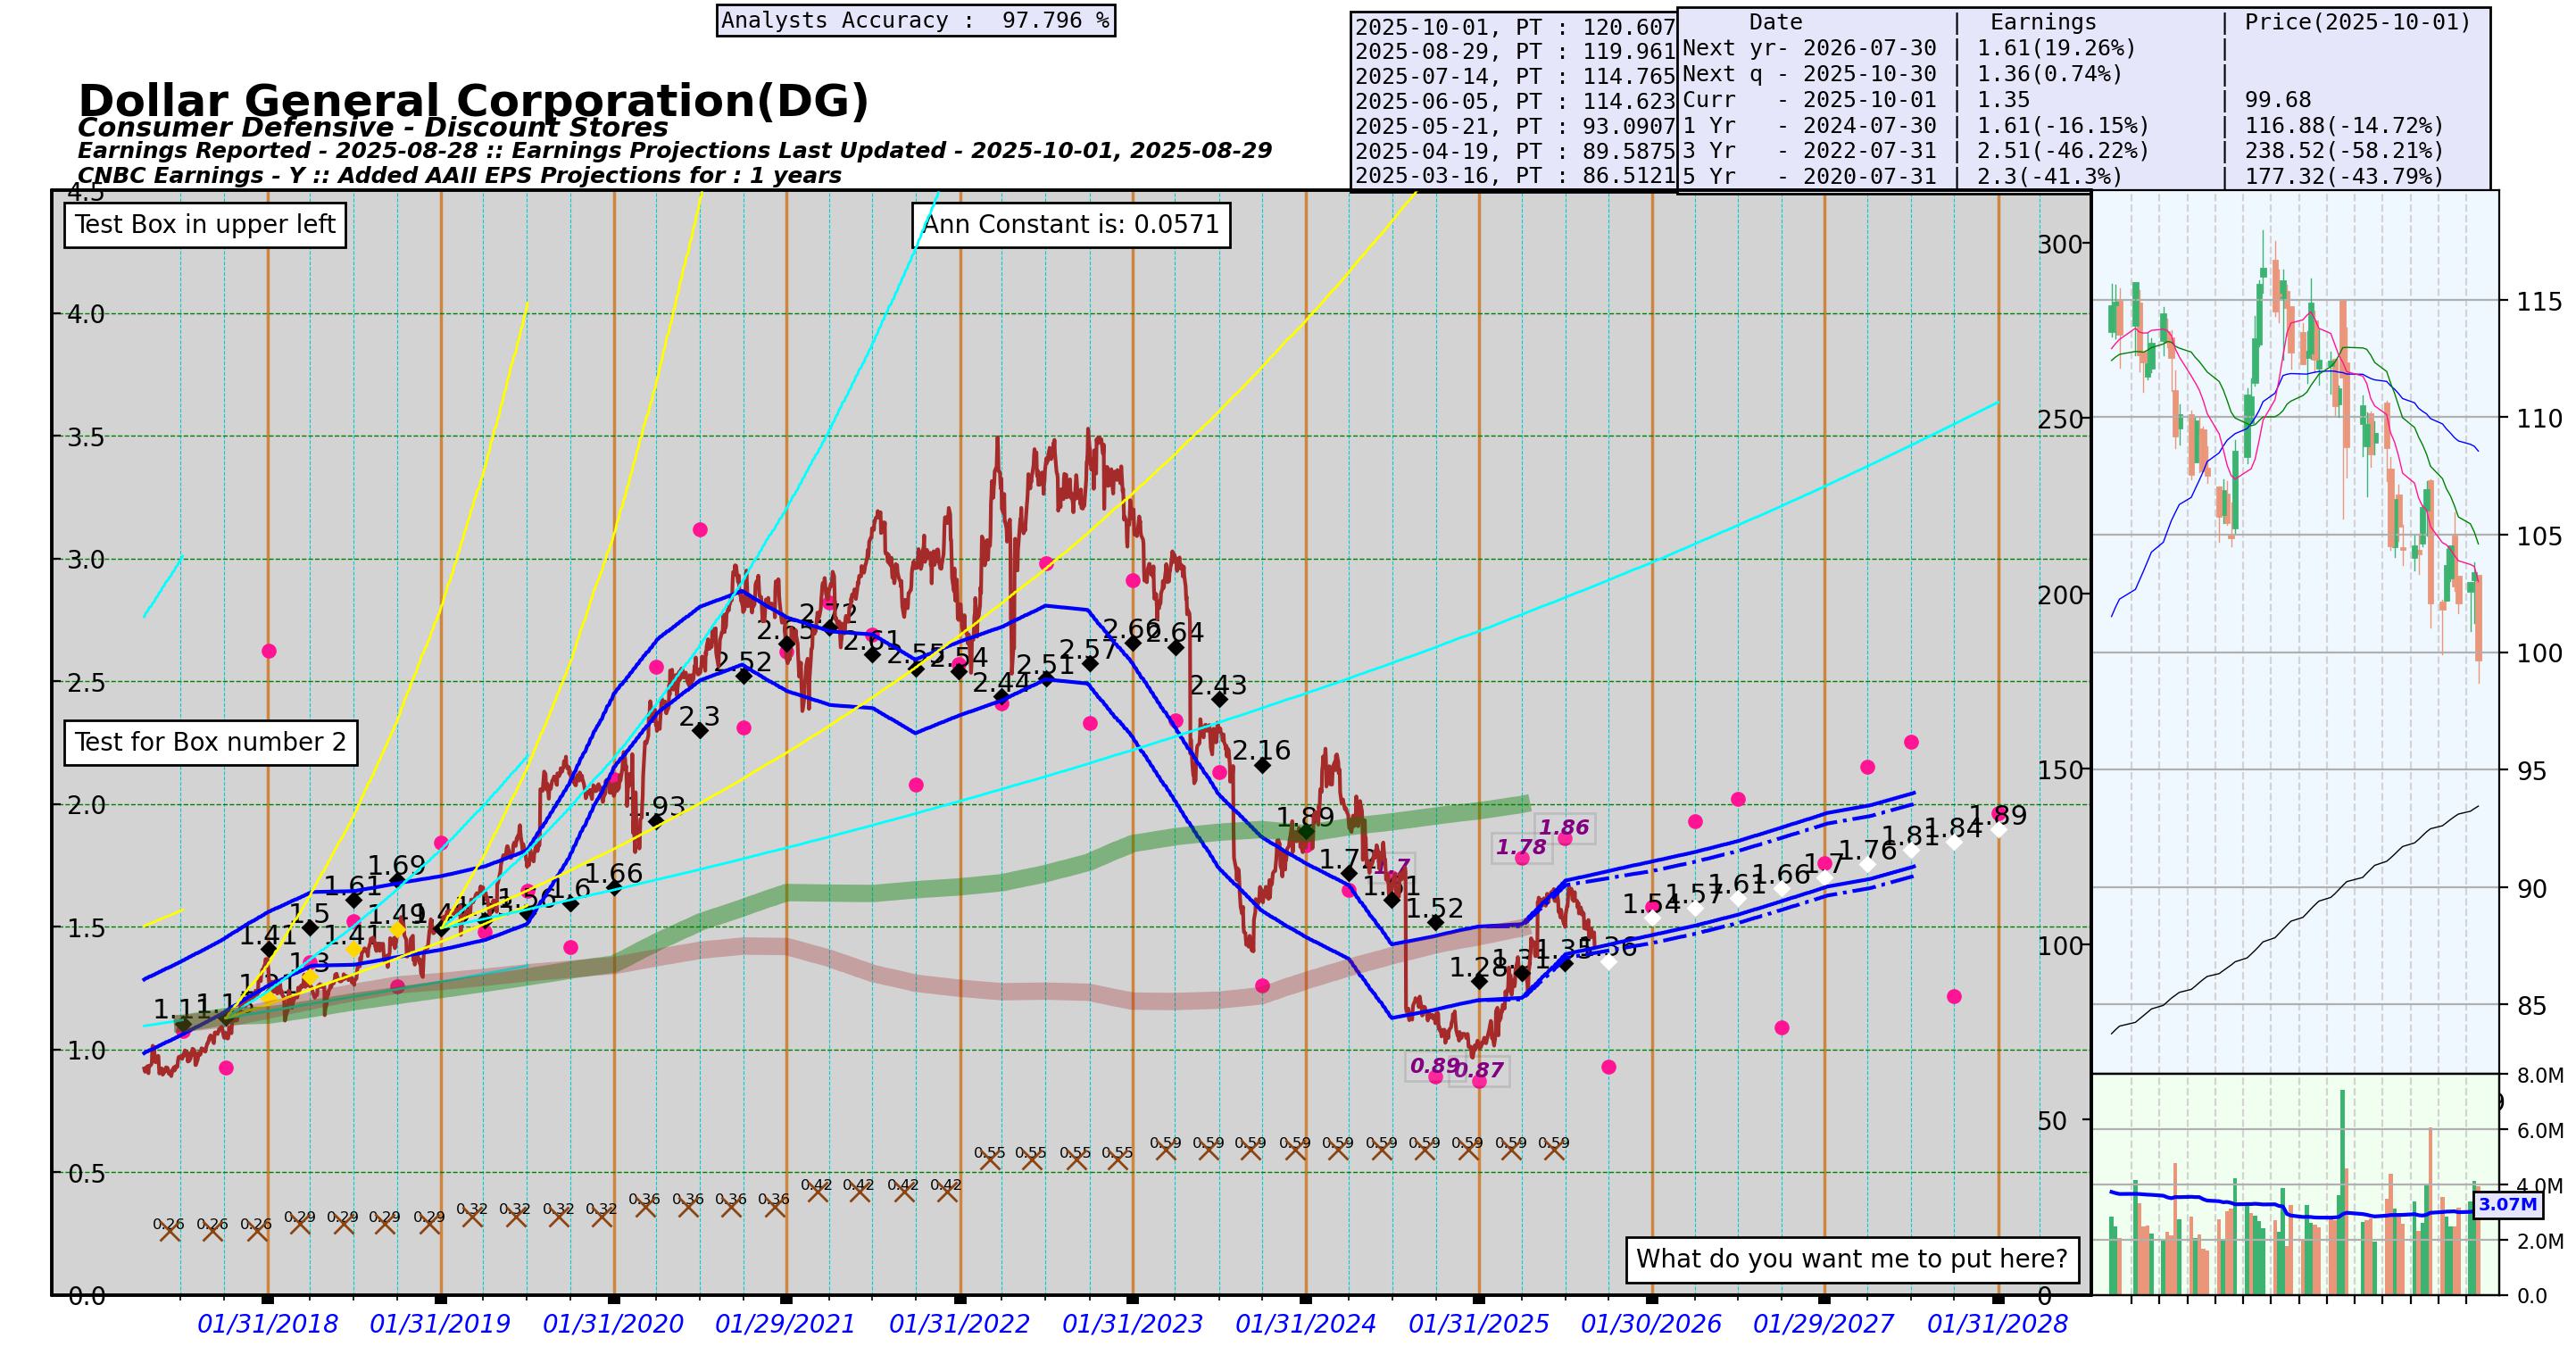 Analysts Accuracy :  97.796 %
Dollar General Corporation(DG)
Consumer Defensive - Discount Stores
Earnings Reported - 2025-08-28 :: Earnings Projections Last Updated - 2025-10-01, 2025-08-29
CNBC Earnings - Y :: Added AAII EPS Projections for : 1 years
2025-10-01, PT : 120.607
2025-08-29, PT : 119.961
2025-07-14, PT : 114.765
2025-06-05, PT : 114.623
2025-05-21, PT : 93.0907
2025-04-19, PT : 89.5875
2025-03-16, PT : 86.5121
Date | Earnings | Price(2025-10-01)
Next yr- 2026-07-30 | 1.61(19.26%) |
Next q - 2025-10-30 | 1.36(0.74%) |
Curr - 2025-10-01 | 1.35 | 99.68
1 Yr - 2024-07-30 | 1.61(-16.15%) | 116.88(-14.72%)
3 Yr - 2022-07-31 | 2.51(-46.22%) | 238.52(-58.21%)
5 Yr - 2020-07-31 | 2.3(-41.3%) | 177.32(-43.79%)
Test Box in upper left
Ann Constant is: 0.0571
Test for Box number 2
What do you want me to put here?
4.5
4.0
3.5
3.0
2.5
2.0
1.5
1.0
0.5
0.0
300
250
200
150
100
50
0
115
110
105
100
95
90
85
8.0M
6.0M
4.0M
3.07M
2.0M
0.0
1.41
1.5
1.61
1.69
1.41
1.49
1.6
1.66
1.93
2.3
2.52
2.65
2.72
2.61
2.55
2.54
2.44
2.51
2.57
2.66
2.64
2.43
2.16
1.89
1.72
1.7
1.61
1.52
1.28
1.31
1.35
1.36
1.78
1.86
0.89
0.87
1.54
1.57
1.61
1.66
1.7
1.76
1.81
1.84
1.89
0.26 0.26 0.26 0.29 0.29 0.29 0.29 0.32 0.32 0.32 0.32 0.36 0.36 0.36 0.36 0.42 0.42 0.42 0.42 0.55 0.55 0.55 0.55 0.59 0.59 0.59 0.59 0.59 0.59 0.59 0.59 0.59 0.59
01/31/2018 01/31/2019 01/31/2020 01/29/2021 01/31/2022 01/31/2023 01/31/2024 01/31/2025 01/30/2026 01/29/2027 01/31/2028